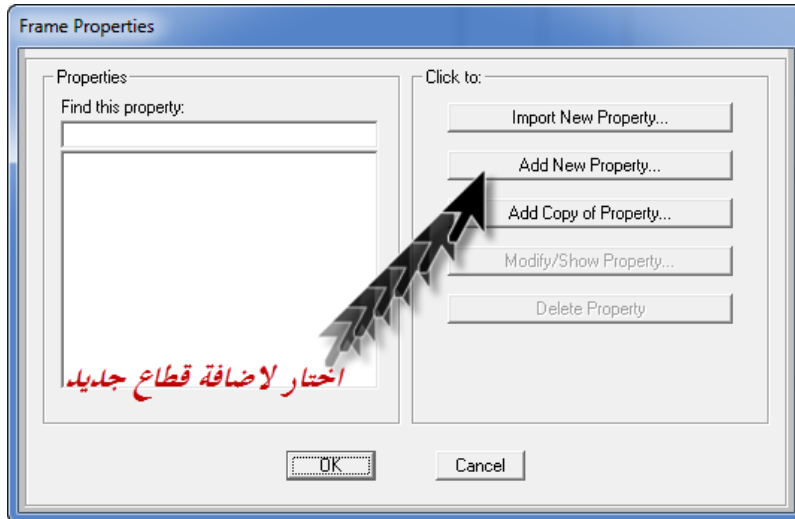 Frame Properties
Properties
Find this property:
اختار لاضافة قطاع جديد
Click to:
Import New Property...
Add New Property...
Add Copy of Property...
Modify/Show Property...
Delete Property
OK
Cancel